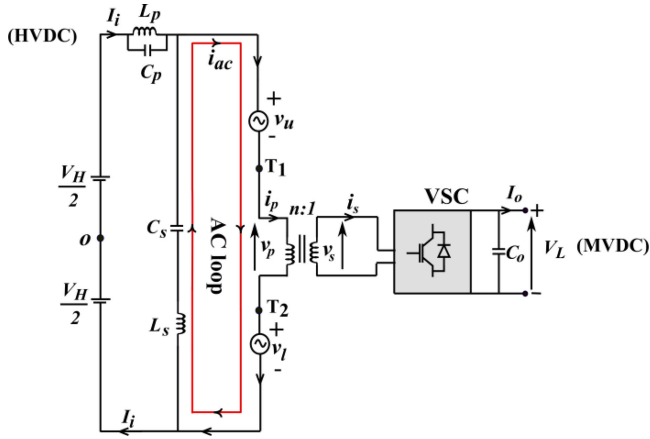 I_i
L_p
(HVDC)
C_p
i_ac
+
v_u
-
T1
V_H
2
C_s
AC loop
i_p
n:1
i_s
VSC
I_o
+
o
v_p
v_s
C_o
V_L
(MVDC)
V_H
2
T2
-
L_s
+
v_l
-
I_i